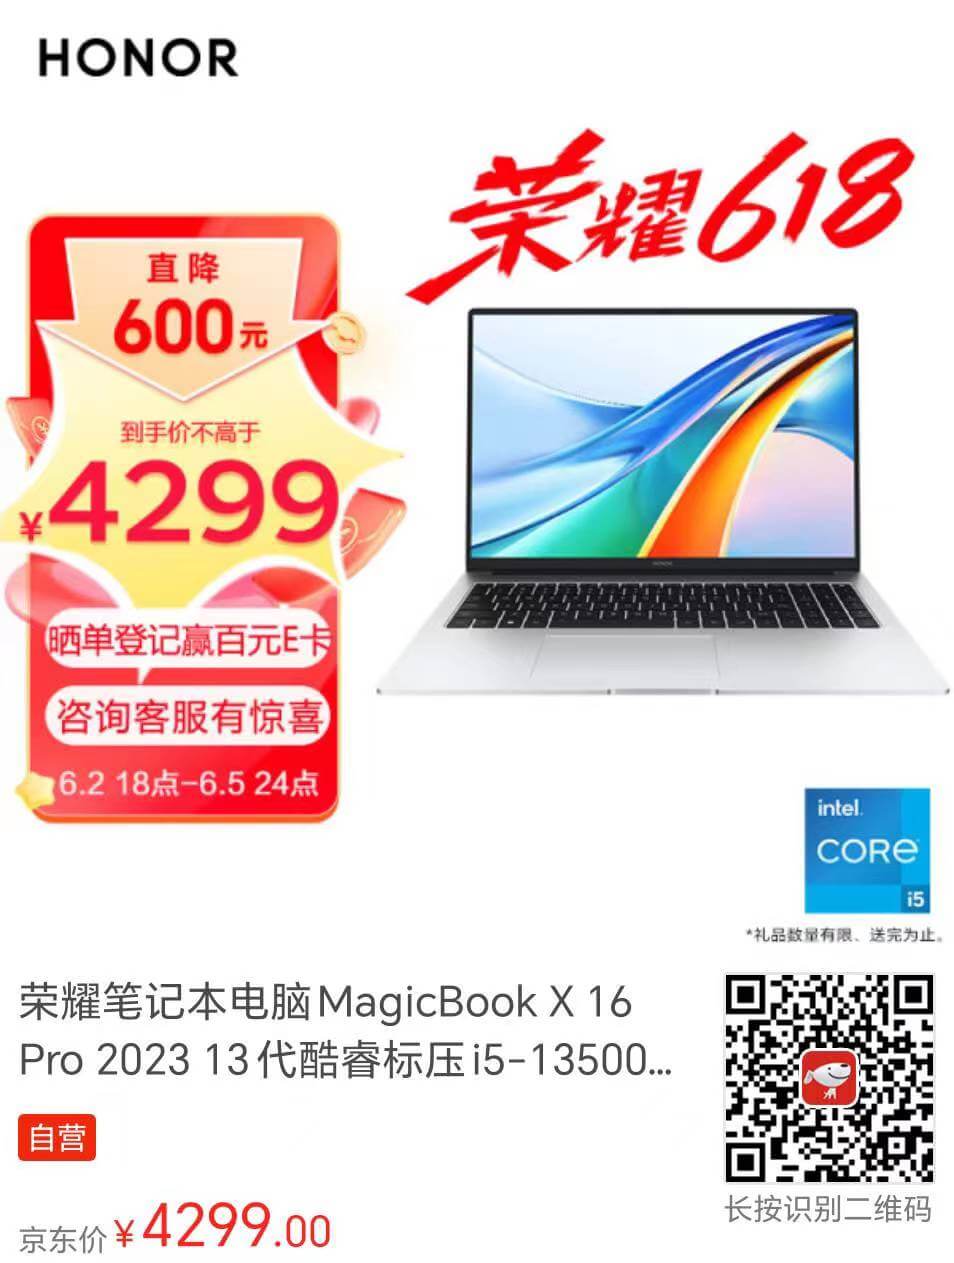 HONOR
荣耀618
直降
600元
到手价不高于
¥4299
晒单登记赢百元E卡
咨询客服有惊喜
6.2 18点-6.5 24点
HONOR
intel.
CORE
i5
*礼品数量有限、送完为止。
荣耀笔记本电脑MagicBook X 16
Pro 2023 13代酷睿标压i5-13500...
自营
京东价¥4299.00
长按识别二维码